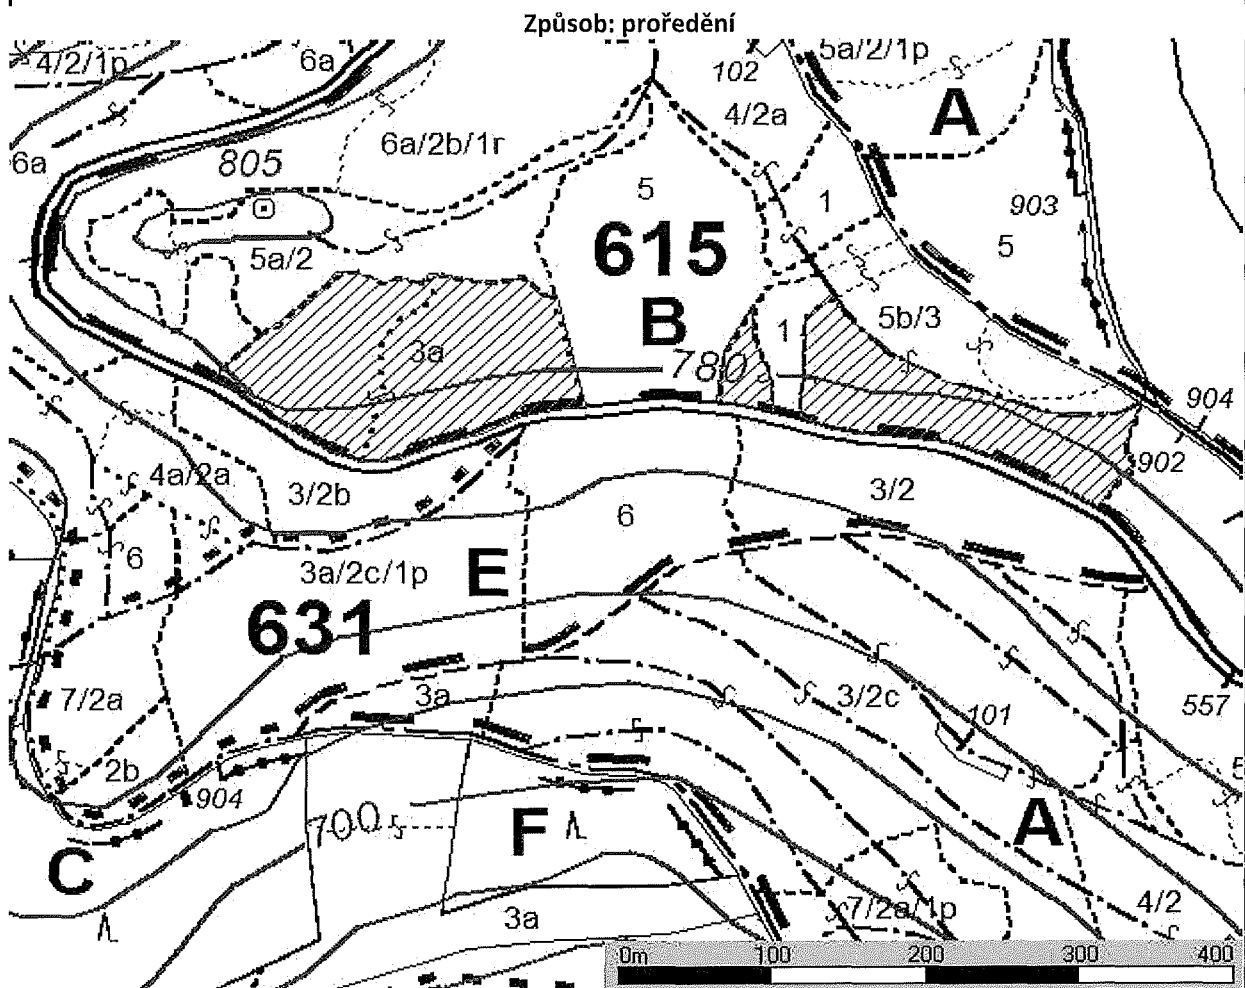 Způsob: proředění
4/2/1p
6a
102
5a/2/1p
4/2a
A
6a
805
6a/2b/1r
5
1
903
5
5a/2
615
B
3a
1
5b/3
780
904
902
4a/2a
3/2b
3/2
6
6
3a/2c/1p
E
631
7/2a
3a
3/2c
101
557
2b
904
5
C
700
F
A
3a
7/2a/1p
4/2
0m 100 200 300 400